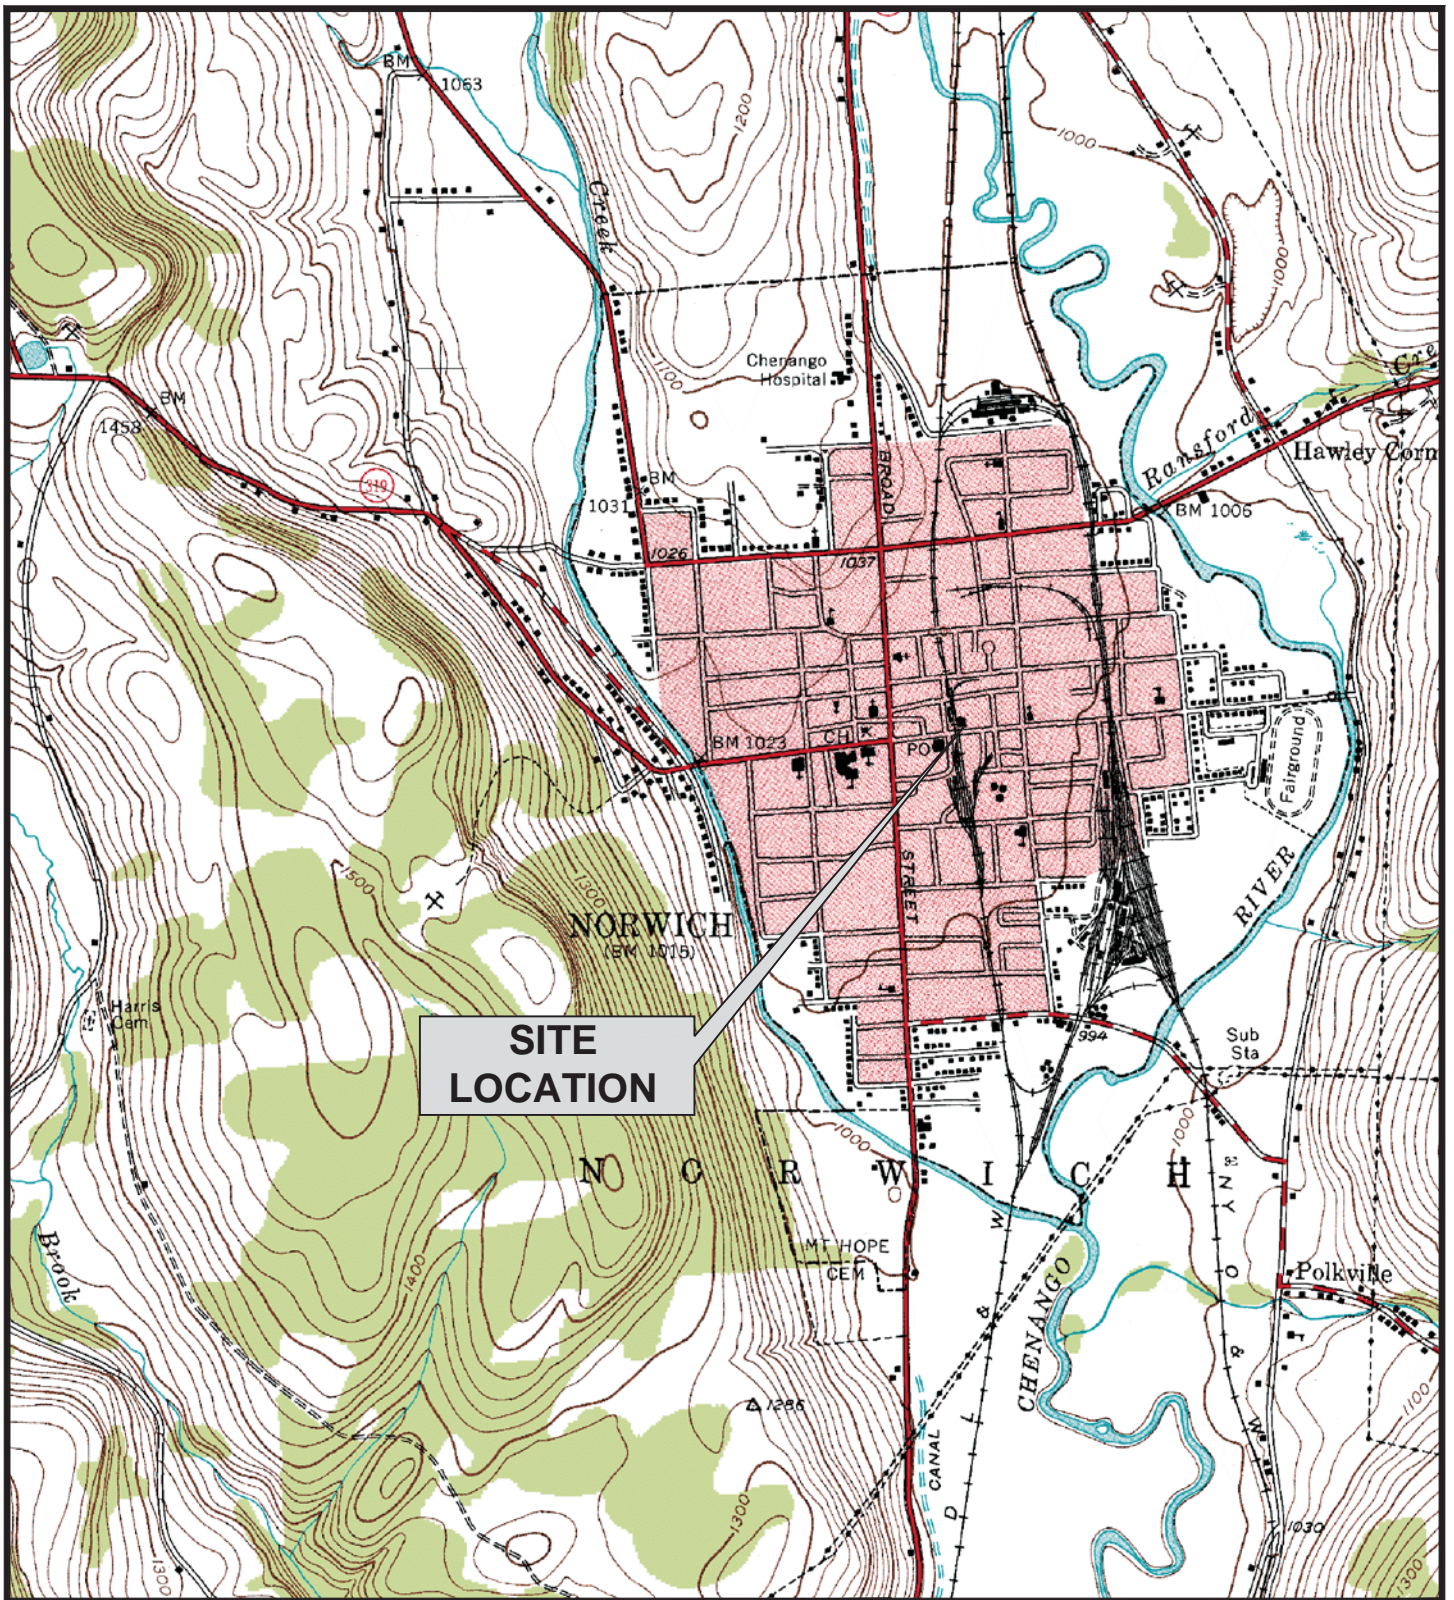 BM
1063
1200
1000
Creek
1000
1100
Chenango
Hospital
BM
1458
Cre
Ransford
Hawley Corn
BROAD
319
BM
1031
BM 1006
1026
1037
BM 1023
CH
PO
Fairground
1500
1300
STREET
RIVER
NORWICH
(BM 1015)
Harris
Cem
SITE
LOCATION
994
Sub
Sta
1000
1000
N O R W I C H
NY O & W
D L & W
MT HOPE
CEM
Brook
1400
CHENANGO
Polkville
1286
1100
CANAL
1300
1030
1300
1300